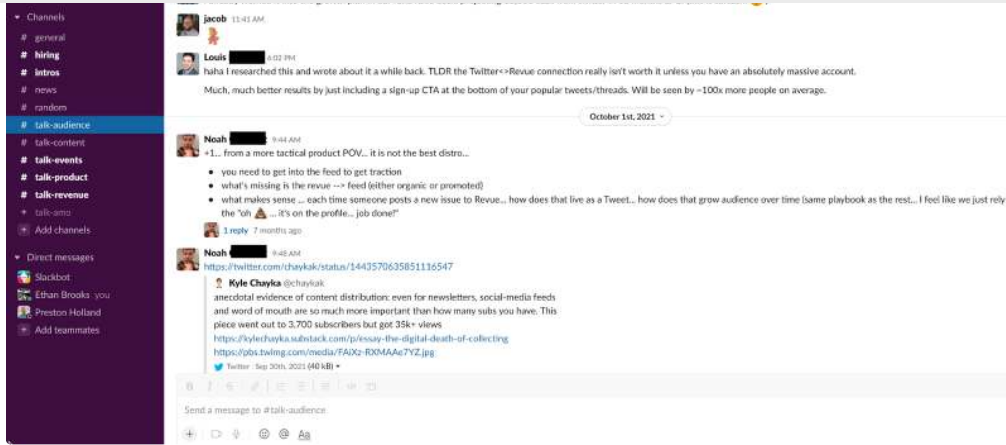 Channels
# general
# hiring
# intros
# news
# random
# talk-audience
# talk-content
# talk-events
# talk-product
# talk-revenue
+ talk-amo
+ Add channels
Direct messages
Slackbot
Ethan Brooks you
Preston Holland
+ Add teammates
jacob 11:41 AM
Louis 6:02 PM
haha I researched this and wrote about it a while back. TLDR the Twitter<>Revue connection really isn't worth it unless you have an absolutely massive account.
Much, much better results by just including a sign-up CTA at the bottom of your popular tweets/threads. Will be seen by ~100x more people on average.
October 1st, 2021
Noah 9:44 AM
+1... from a more tactical product POV... it is not the best distro...
• you need to get into the feed to get traction
• what's missing is the revue --> feed (either organic or promoted)
• what makes sense ... each time someone posts a new issue to Revue... how does that live as a Tweet... how does that grow audience over time (same playbook as the rest... I feel like we just rely
the "oh 💩 ... it's on the profile... job done!"
1 reply 7 months ago
Noah 9:48 AM
https://twitter.com/chaykak/status/1443570635851116547
Kyle Chayka @chaykak
anecdotal evidence of content distribution: even for newsletters, social-media feeds
and word of mouth are so much more important than how many subs you have. This
piece went out to 3,700 subscribers but got 35k+ views
https://kylechayka.substack.com/p/essay-the-digital-death-of-collecting
https://pbs.twimg.com/media/FAiXz-RXMAAe7YZ.jpg
Twitter Sep 30th, 2021 (40 kB)
Send a message to #talk-audience
Aa